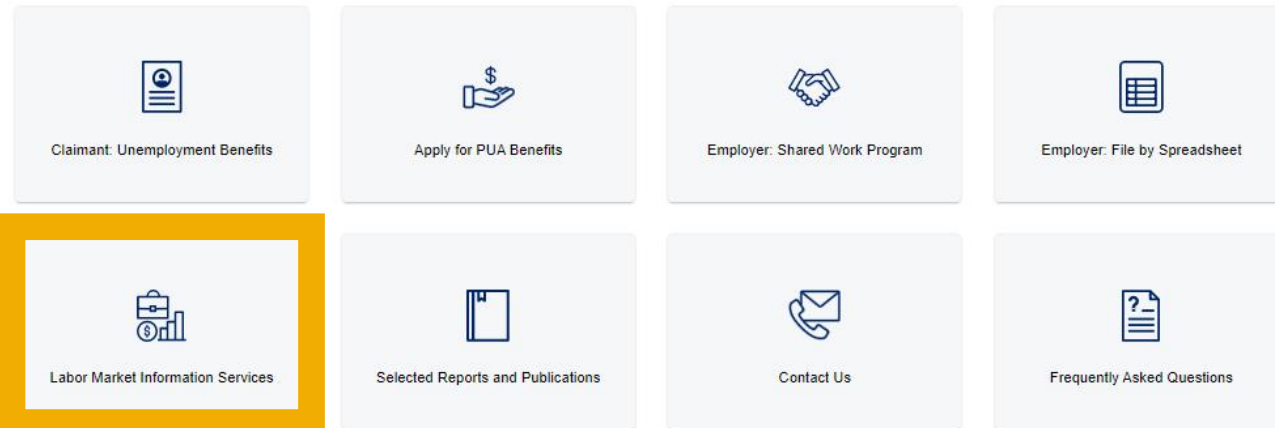 Claimant: Unemployment Benefits
Apply for PUA Benefits
Employer: Shared Work Program
Employer: File by Spreadsheet
Labor Market Information Services
Selected Reports and Publications
Contact Us
Frequently Asked Questions